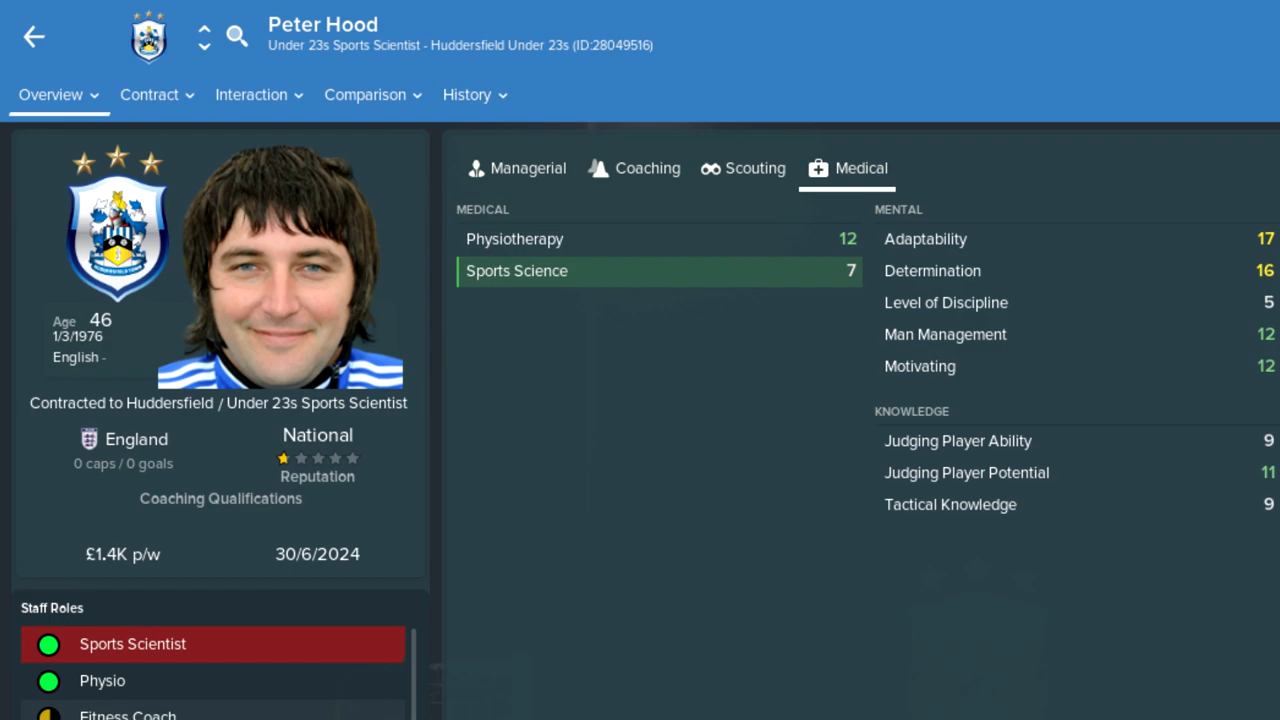 Peter Hood
Under 23s Sports Scientist - Huddersfield Under 23s (ID:28049516)
Overview Contract Interaction Comparison History
Age 46
1/3/1976
English -
Contracted to Huddersfield / Under 23s Sports Scientist
England National
0 caps / 0 goals
Reputation
Coaching Qualifications
£1.4K p/w 30/6/2024
Staff Roles
Sports Scientist
Physio
Fitness Coach
Managerial Coaching Scouting Medical
MEDICAL
Physiotherapy 12
Sports Science 7
MENTAL
Adaptability 17
Determination 16
Level of Discipline 5
Man Management 12
Motivating 12
KNOWLEDGE
Judging Player Ability 9
Judging Player Potential 11
Tactical Knowledge 9